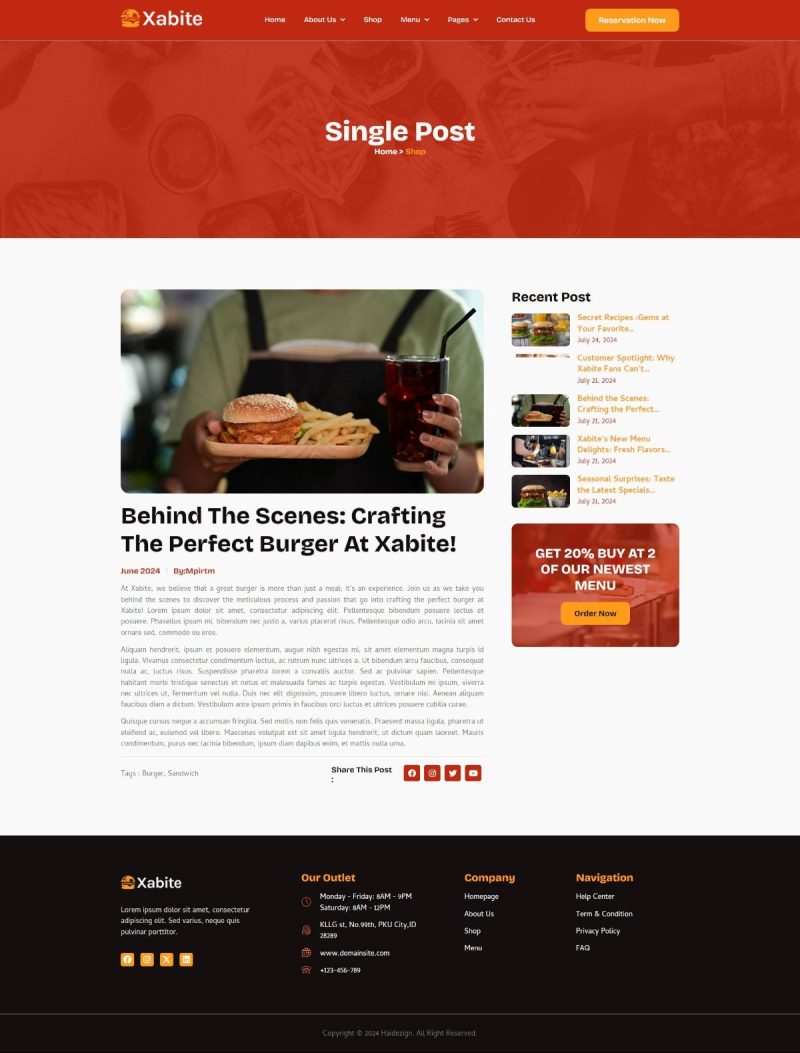 Xabite
Home
About Us
Shop
Menu
Pages
Contact Us
Reservation Now
Single Post
Home > Shop
Behind The Scenes: Crafting
The Perfect Burger At Xabite!
June 2024
By:Mpirtm
At Xabite, we believe that a great burger is more than just a meal; it's an experience. Join us as we take you
behind the scenes to discover the meticulous process and passion that go into crafting the perfect burger at
Xabite! Lorem ipsum dolor sit amet, consectetur adipiscing elit. Pellentesque bibendum posuere lectus et
posuere. Phasellus ipsum mi, bibendum nec justo a, varius placerat risus. Pellentesque odio arcu, lacinia sit amet
ornare sed, commodo eu eros.
Aliquam hendrerit, ipsum et posuere elementum, augue nibh egestas mi, sit amet elementum magna turpis id
ligula. Vivamus consectetur condimentum lectus, ac rutrum nunc ultrices a. Ut bibendum arcu faucibus, consequat
nulla ac, luctus risus. Suspendisse pharetra lorem a convallis auctor. Sed ac pulvinar sapien. Pellentesque
habitant morbi tristique senectus et netus et malesuada fames ac turpis egestas. Vestibulum mi ipsum, viverra
nec ultrices ut, fermentum vel nulla. Duis nec elit dignissim, posuere libero luctus, ornare nisi. Aenean aliquam
faucibus diam a dictum. Vestibulum ante ipsum primis in faucibus orci luctus et ultrices posuere cubilia curae.
Quisque cursus neque a accumsan fringilla. Sed mollis non felis quis venenatis. Praesent massa ligula, pharetra ut
eleifend ac, euismod vel libero. Maecenas volutpat est sit amet ligula hendrerit, ut dictum quam laoreet. Mauris
condimentum, purus nec lacinia bibendum, ipsum diam dapibus enim, et mattis nulla urna.
Tags : Burger, Sandwich
Share This Post
:
Recent Post
Secret Recipes :Gems at
Your Favorite...
July 24, 2024
Customer Spotlight: Why
Xabite Fans Can't...
July 21, 2024
Behind the Scenes:
Crafting the Perfect...
July 21, 2024
Xabite's New Menu
Delights: Fresh Flavors...
July 21, 2024
Seasonal Surprises: Taste
the Latest Specials...
July 21, 2024
GET 20% BUY AT 2
OF OUR NEWEST
MENU
Order Now
Xabite
Lorem ipsum dolor sit amet, consectetur
adipiscing elit. Sed varius, neque quis
pulvinar porttitor.
Our Outlet
Monday - Friday: 8AM - 9PM
Saturday: 8AM - 12PM
KLLG st, No.99th, PKU City,ID
28289
www.domainsite.com
+123-456-789
Company
Homepage
About Us
Shop
Menu
Navigation
Help Center
Term & Condition
Privacy Policy
FAQ
Copyright © 2024 Haidezign. All Right Reserved.